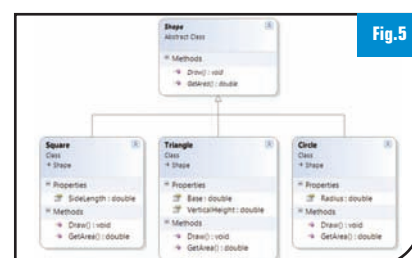 Fig.5
Shape
Abstract Class
Methods
Draw() : void
GetArea() : double
Square
Class
Shape
Properties
SideLength : double
Methods
Draw() : void
GetArea() : double
Triangle
Class
Shape
Properties
Base : double
VerticalHeight : double
Methods
Draw() : void
GetArea() : double
Circle
Class
Shape
Properties
Radius : double
Methods
Draw() : void
GetArea() : double